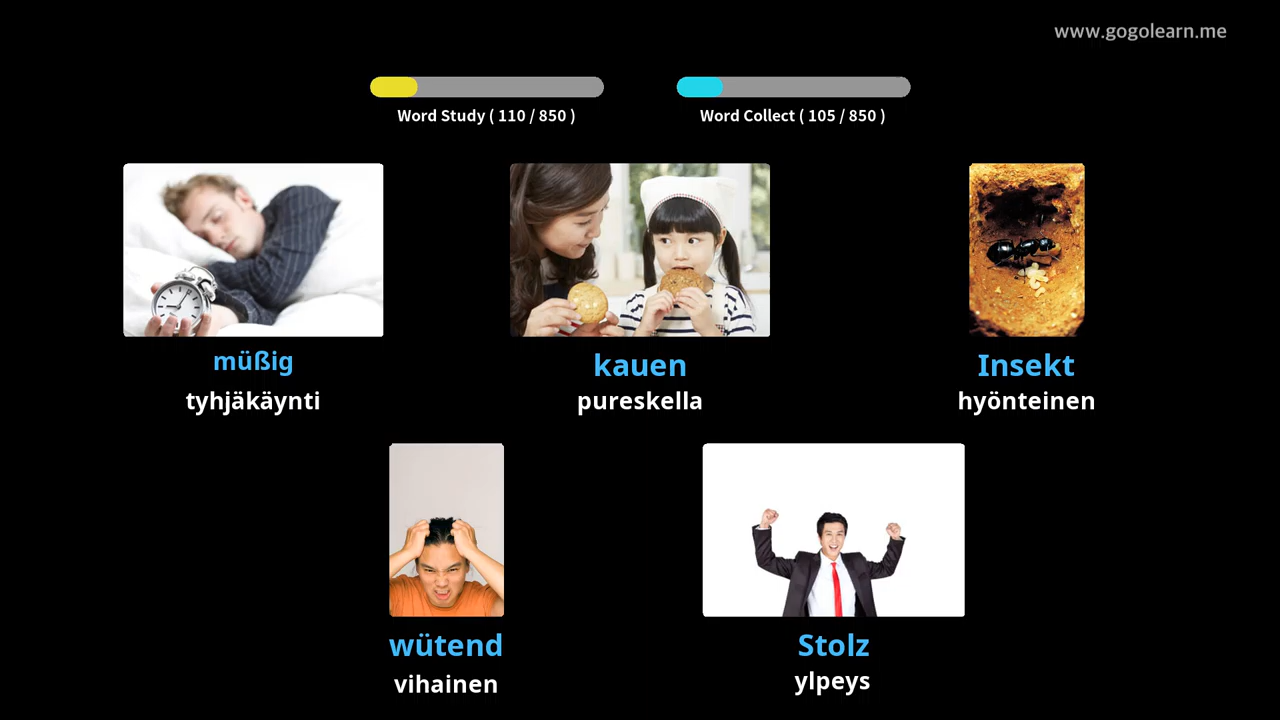 www.gogolearn.me
Word Study ( 110 / 850 )
Word Collect ( 105 / 850 )
müßig
tyhjäkäynti
kauen
pureskella
Insekt
hyönteinen
wütend
vihainen
Stolz
ylpeys